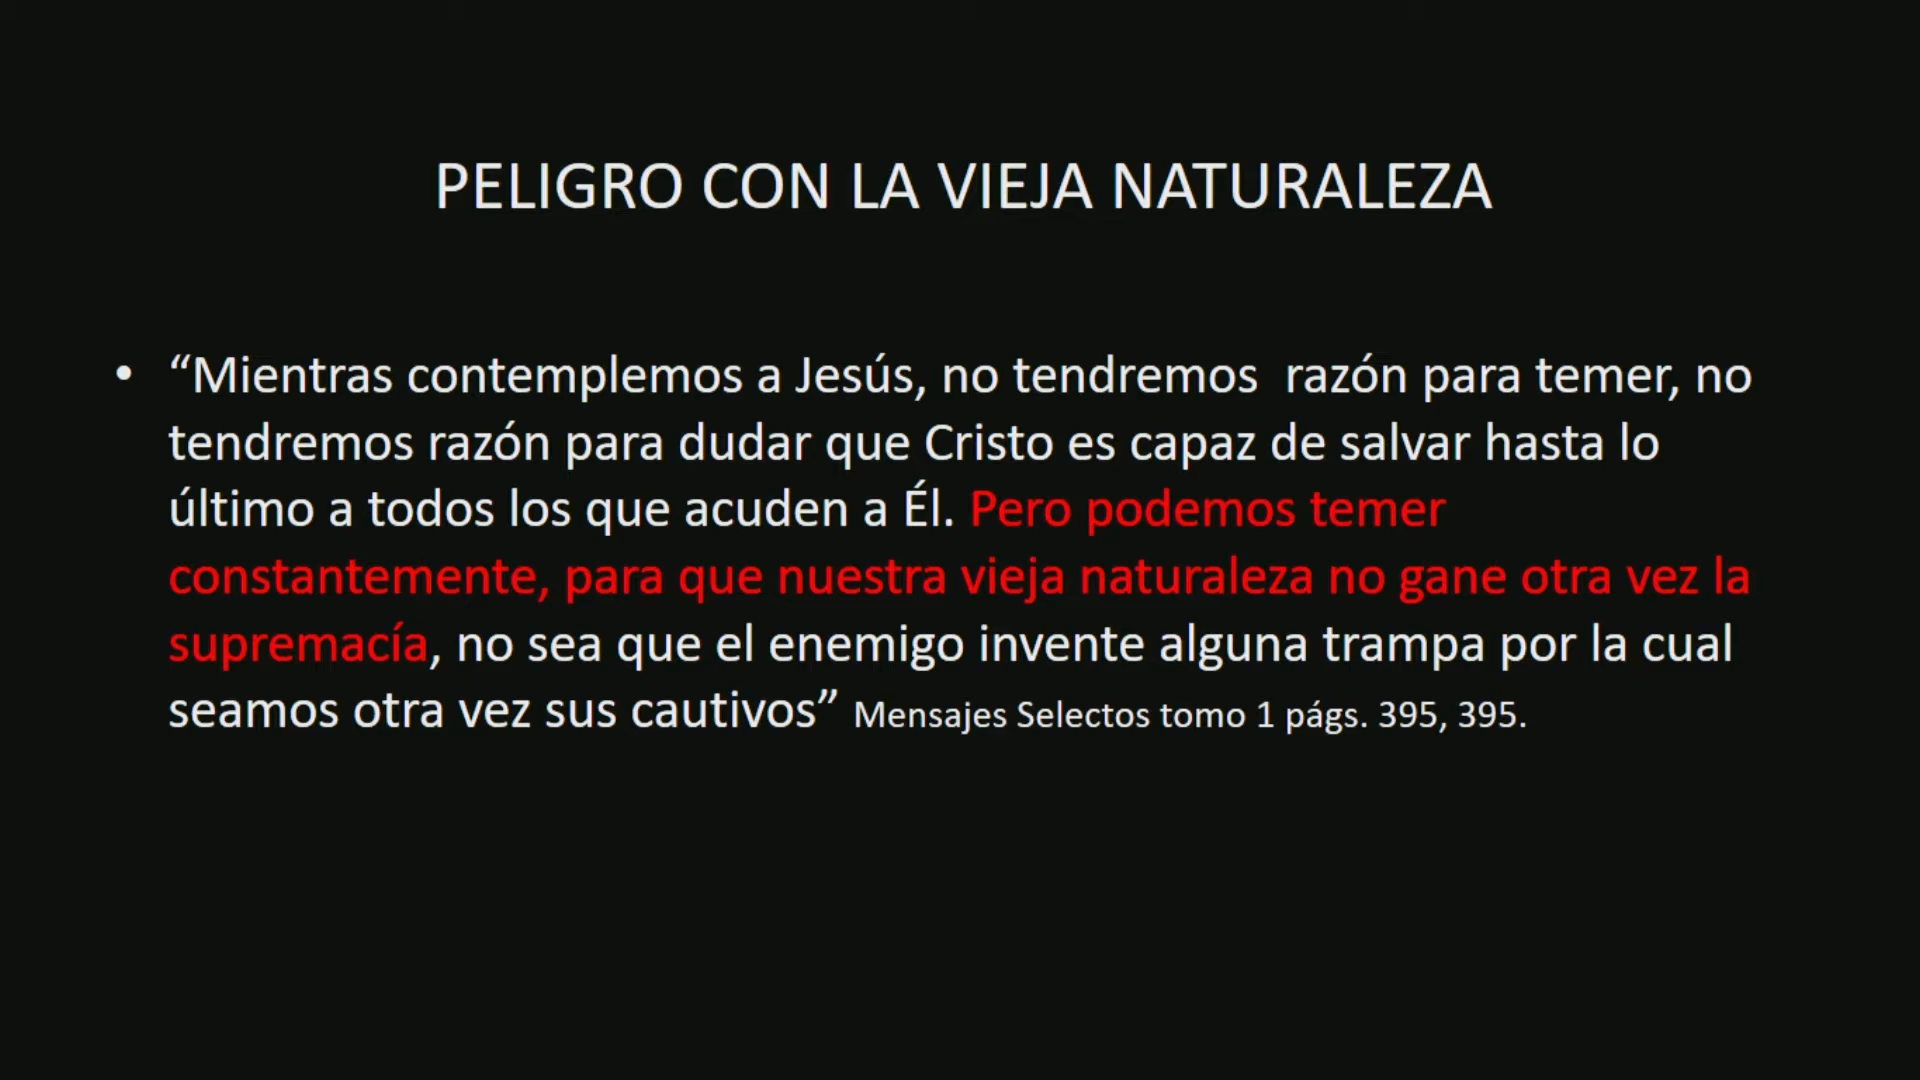 PELIGRO CON LA VIEJA NATURALEZA
• “Mientras contemplemos a Jesús, no tendremos  razón para temer, no
tendremos razón para dudar que Cristo es capaz de salvar hasta lo
último a todos los que acuden a Él. Pero podemos temer
constantemente, para que nuestra vieja naturaleza no gane otra vez la
supremacía, no sea que el enemigo invente alguna trampa por la cual
seamos otra vez sus cautivos” Mensajes Selectos tomo 1 págs. 395, 395.